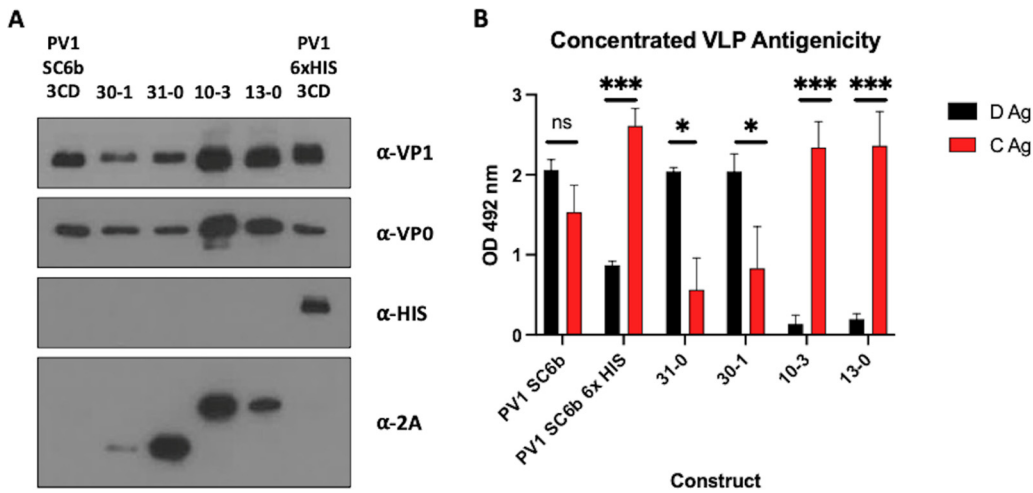 A
PV1
SC6b
3CD
30-1
31-0
10-3
13-0
PV1
6xHIS
3CD
α-VP1
α-VP0
α-HIS
α-2A
B
Concentrated VLP Antigenicity
ns
***
*
*
***
***
3
2
1
0
OD 492 nm
D Ag
C Ag
PV1 SC6b
PV1 SC6b 6x HIS
31-0
30-1
10-3
13-0
Construct